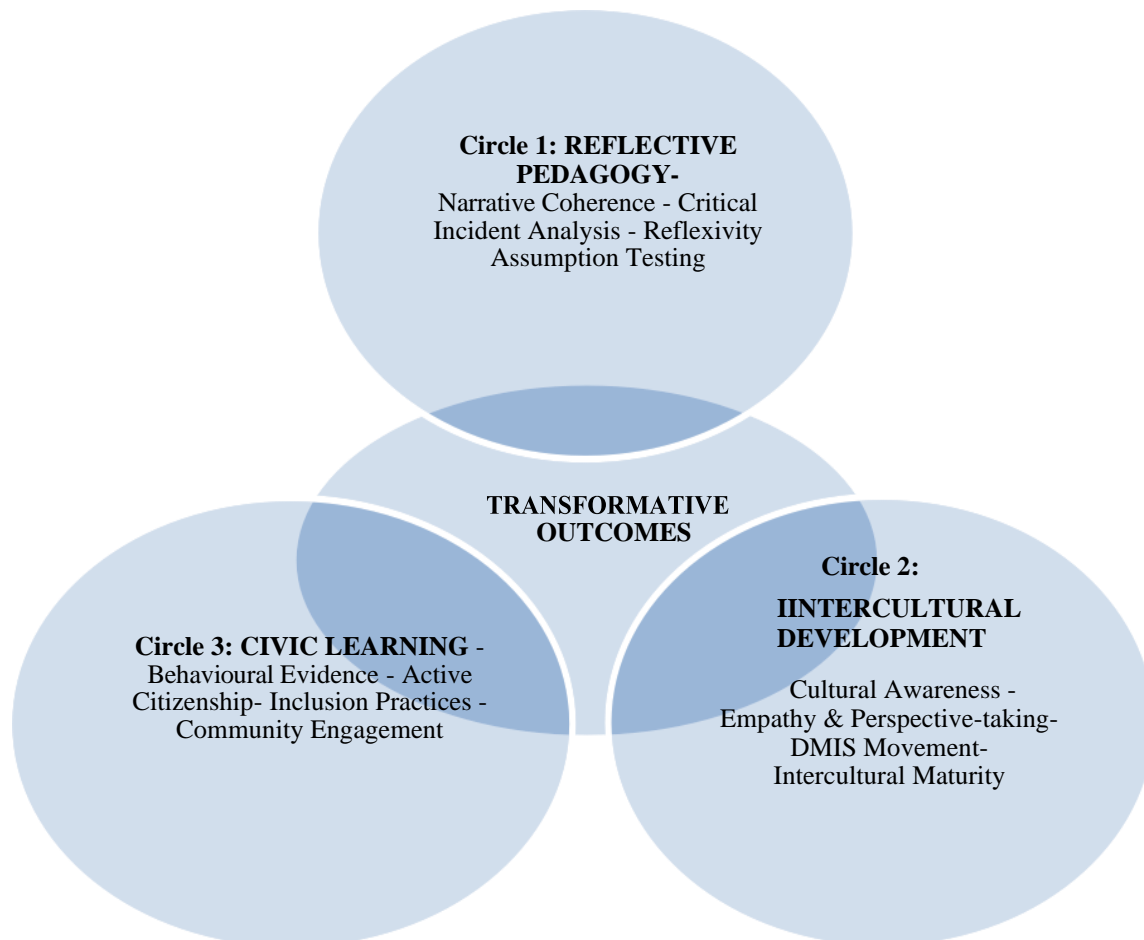 Circle 1: REFLECTIVE
PEDAGOGY-
Narrative Coherence - Critical
Incident Analysis - Reflexivity
Assumption Testing
TRANSFORMATIVE
OUTCOMES
Circle 2:
IINTERCULTURAL
DEVELOPMENT
Cultural Awareness -
Empathy & Perspective-taking-
DMIS Movement-
Intercultural Maturity
Circle 3: CIVIC LEARNING -
Behavioural Evidence - Active
Citizenship- Inclusion Practices -
Community Engagement